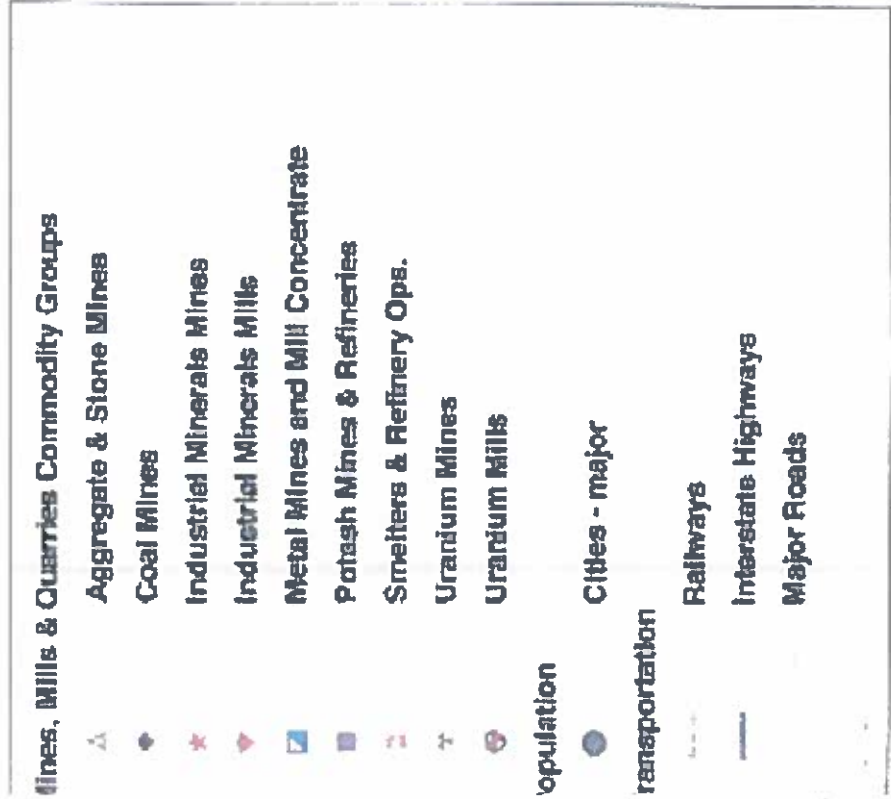 lines, Mills & Quarries Commodity Groups
Aggregate & Stone Mines
Coal Mines
Industrial Minerals Mines
Industrial Minerals Mills
Metal Mines and Mill Concentrate
Potash Mines & Refineries
Smelters & Refinery Ops.
Uranium Mines
Uranium Mills
opulation
Cities - major
ransportation
Railways
Interstate Highways
Major Roads